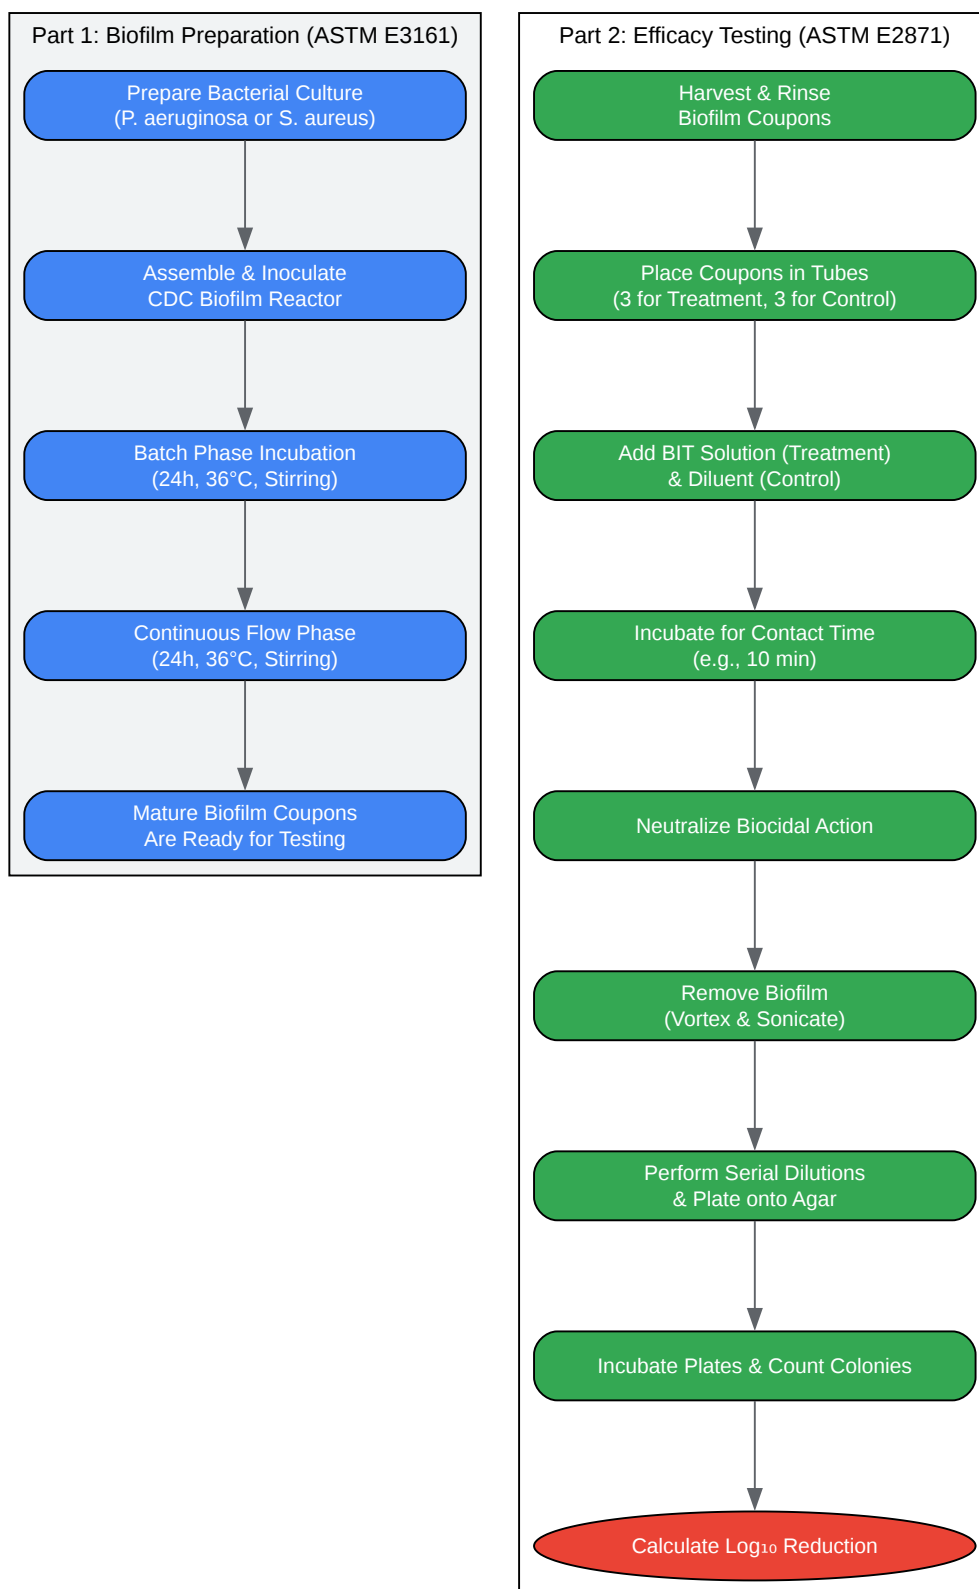 Part 1: Biofilm Preparation (ASTM E3161)
Prepare Bacterial Culture
(P. aeruginosa or S. aureus)
Assemble & Inoculate
CDC Biofilm Reactor
Batch Phase Incubation
(24h, 36°C, Stirring)
Continuous Flow Phase
(24h, 36°C, Stirring)
Mature Biofilm Coupons
Are Ready for Testing
Part 2: Efficacy Testing (ASTM E2871)
Harvest & Rinse
Biofilm Coupons
Place Coupons in Tubes
(3 for Treatment, 3 for Control)
Add BIT Solution (Treatment)
& Diluent (Control)
Incubate for Contact Time
(e.g., 10 min)
Neutralize Biocidal Action
Remove Biofilm
(Vortex & Sonicate)
Perform Serial Dilutions
& Plate onto Agar
Incubate Plates & Count Colonies
Calculate Log₁₀ Reduction